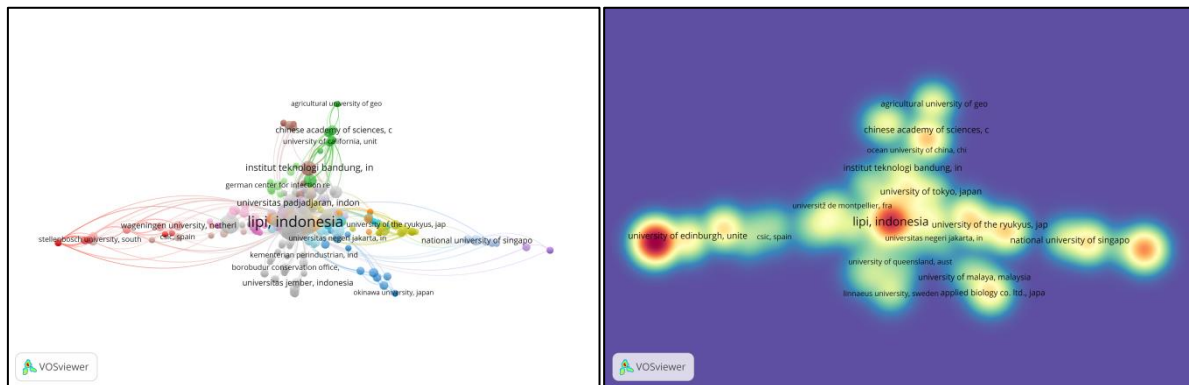 agricultural university of geo
chinese academy of sciences, c
university of california, unit
institut teknologi bandung, in
german center for infection re
universitas padjadjaran, indon
lipi, indonesia
wageningen university, netherl
university of the ryukyus, jap
stellenbosch university, south
csic, spain
universitas negeri jakarta, in
national university of singapo
kementerian perindustrian, ind
borobudur conservation office,
universitas jember, indonesia
okinawa university, japan
VOSviewer
agricultural university of geo
chinese academy of sciences, c
ocean university of china, chi
institut teknologi bandung, in
university of tokyo, japan
universitž de montpellier, fra
lipi, indonesia
university of the ryukyus, jap
university of edinburgh, unite
csic, spain
universitas negeri jakarta, in
national university of singapo
university of queensland, aust
university of malaya, malaysia
linnaeus university, sweden
applied biology co. ltd., japa
VOSviewer